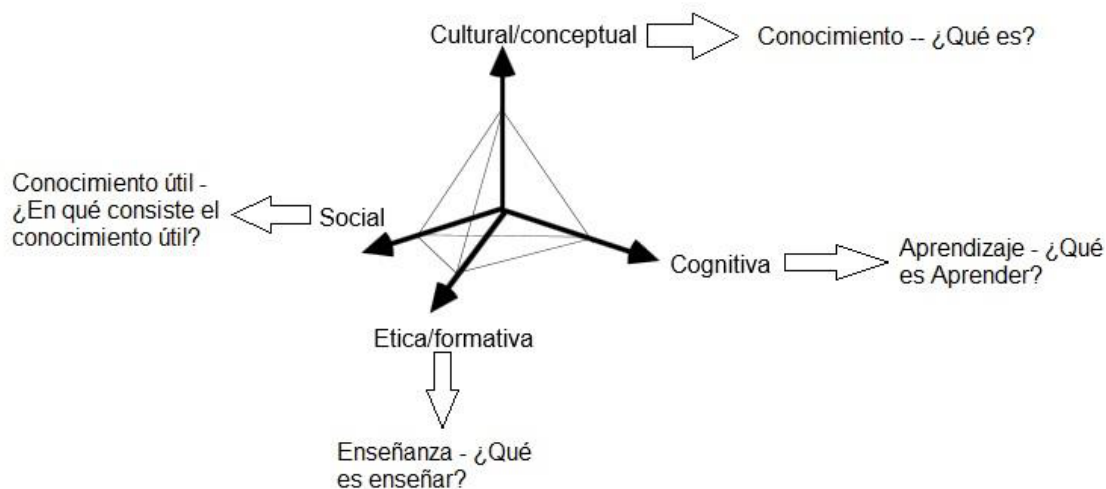 Cultural/conceptual
Conocimiento -- ¿Qué es?
Conocimiento útil -
¿En qué consiste el
conocimiento útil?
Social
Cognitiva
Aprendizaje - ¿Qué
es Aprender?
Etica/formativa
Enseñanza - ¿Qué
es enseñar?